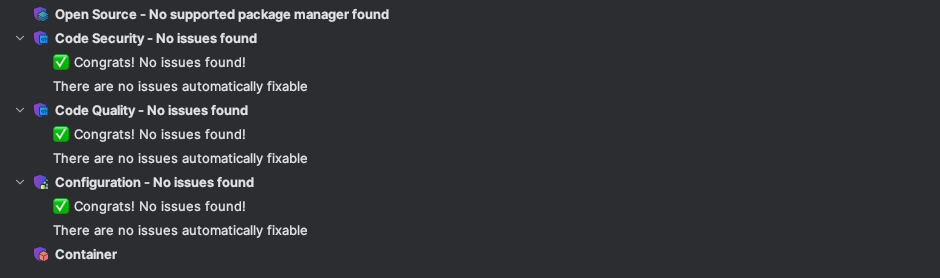 Open Source - No supported package manager found
Code Security - No issues found
✅ Congrats! No issues found!
There are no issues automatically fixable
Code Quality - No issues found
✅ Congrats! No issues found!
There are no issues automatically fixable
Configuration - No issues found
✅ Congrats! No issues found!
There are no issues automatically fixable
Container